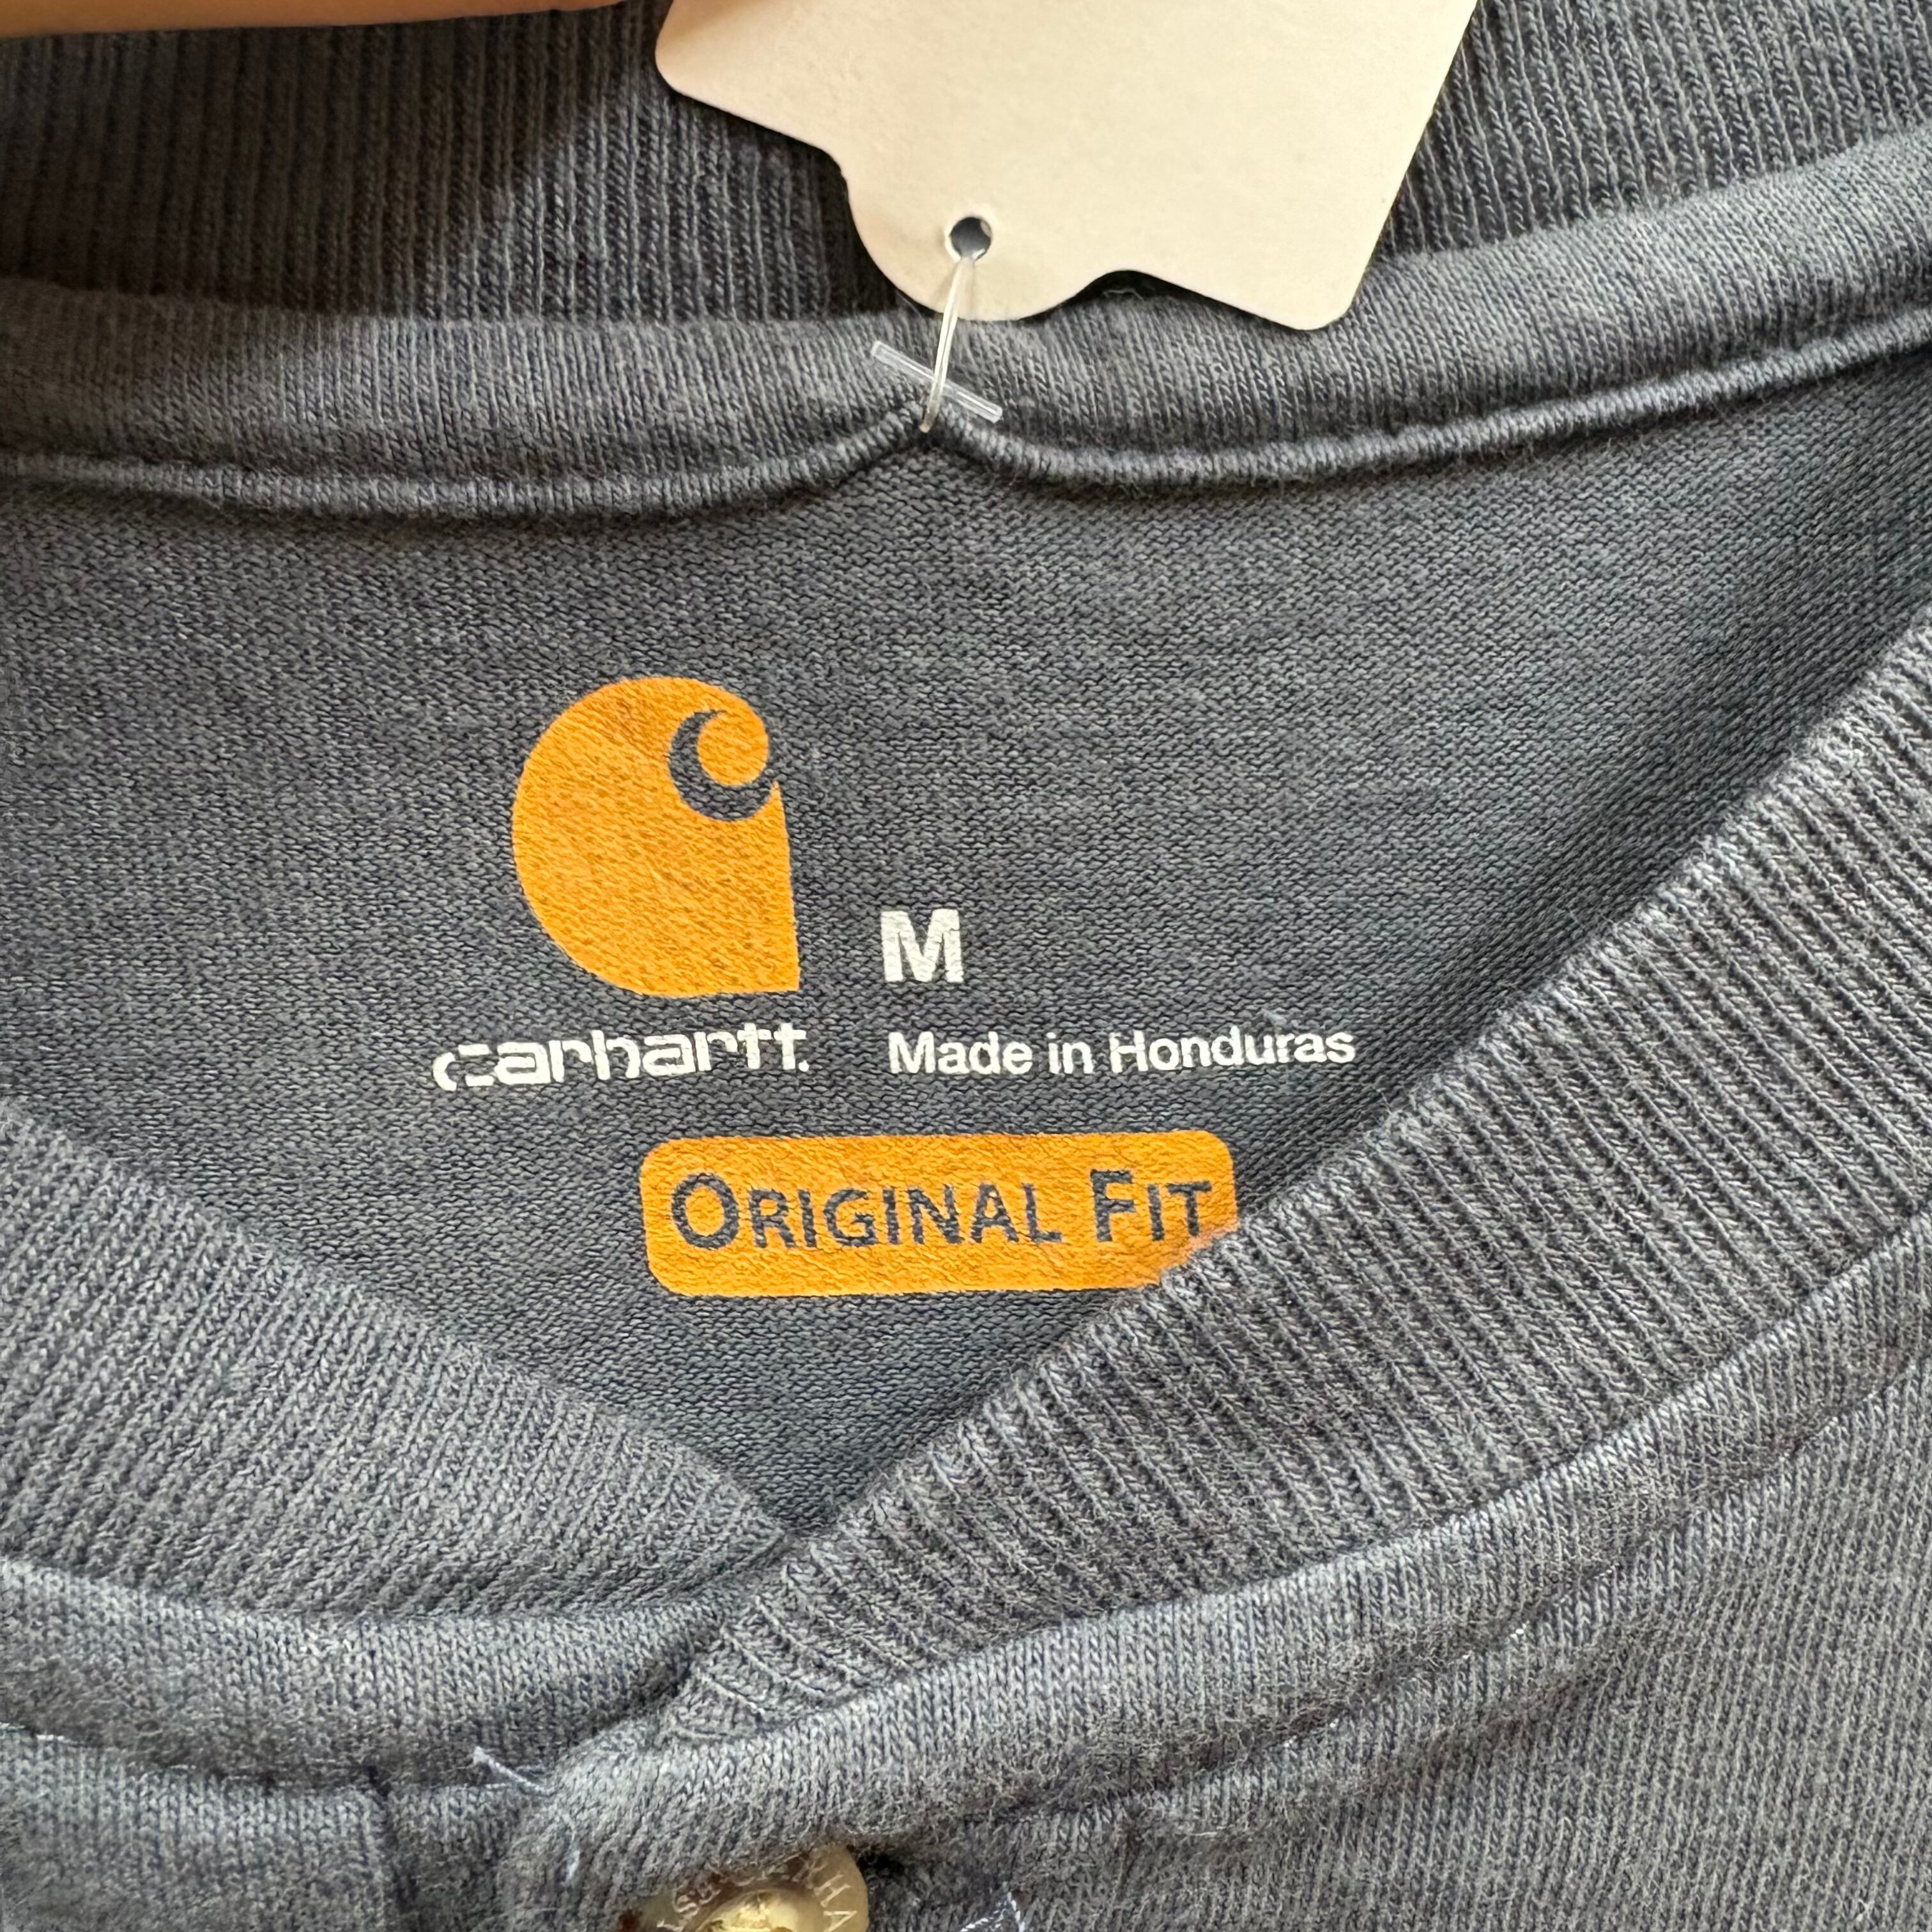 M
carhartt.
Made in Honduras
ORIGINAL FIT